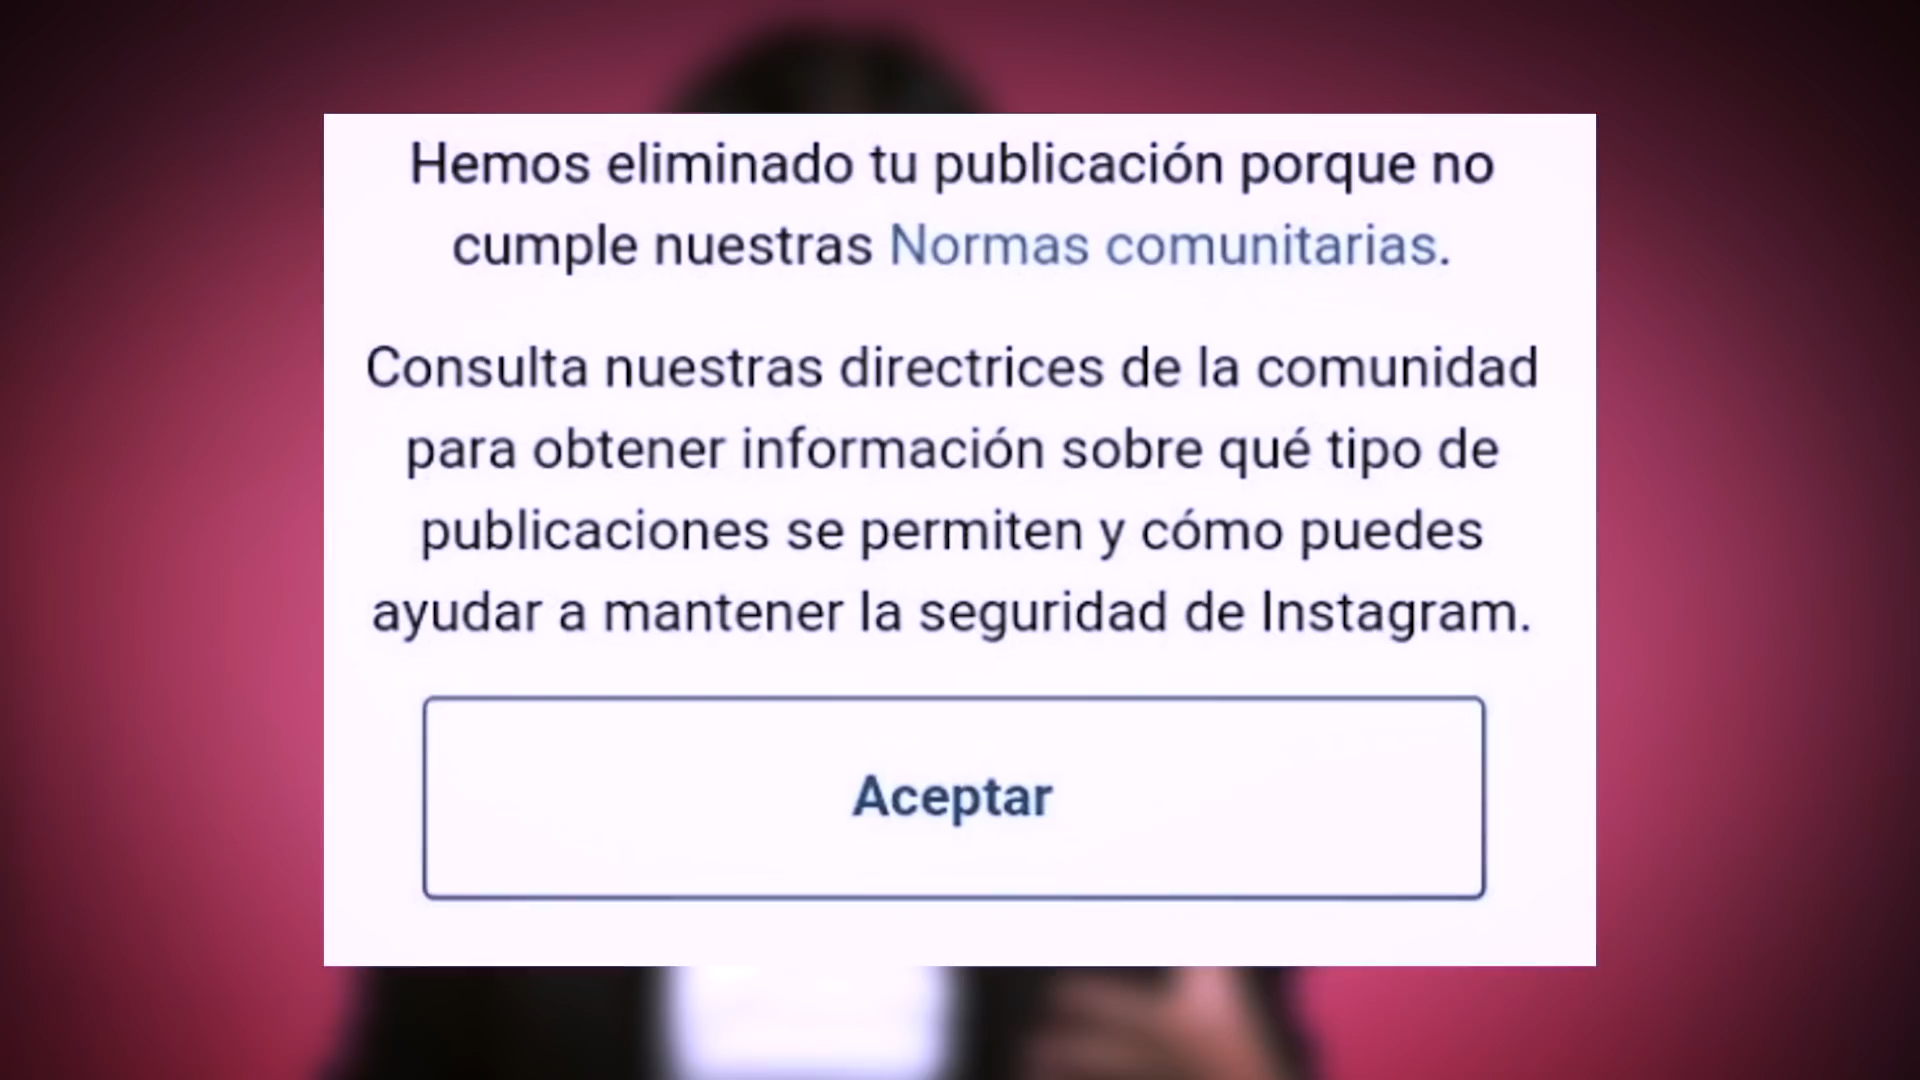 Hemos eliminado tu publicación porque no
cumple nuestras Normas comunitarias.
Consulta nuestras directrices de la comunidad
para obtener información sobre qué tipo de
publicaciones se permiten y cómo puedes
ayudar a mantener la seguridad de Instagram.
Aceptar